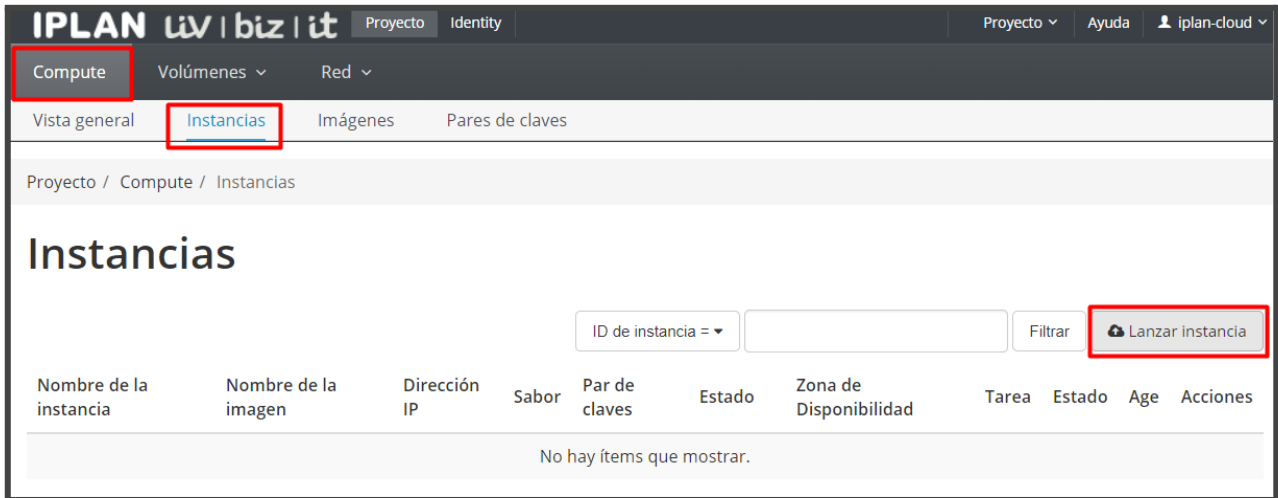 IPLAN liv | biz | it Proyecto Identity Proyecto Ayuda iplan-cloud
Compute Volúmenes Red
Vista general Instancias Imágenes Pares de claves
Proyecto / Compute / Instancias
Instancias
ID de instancia = Filtrar Lanzar instancia
Nombre de la instancia Nombre de la imagen Dirección IP Sabor Par de claves Estado Zona de Disponibilidad Tarea Estado Age Acciones
No hay ítems que mostrar.